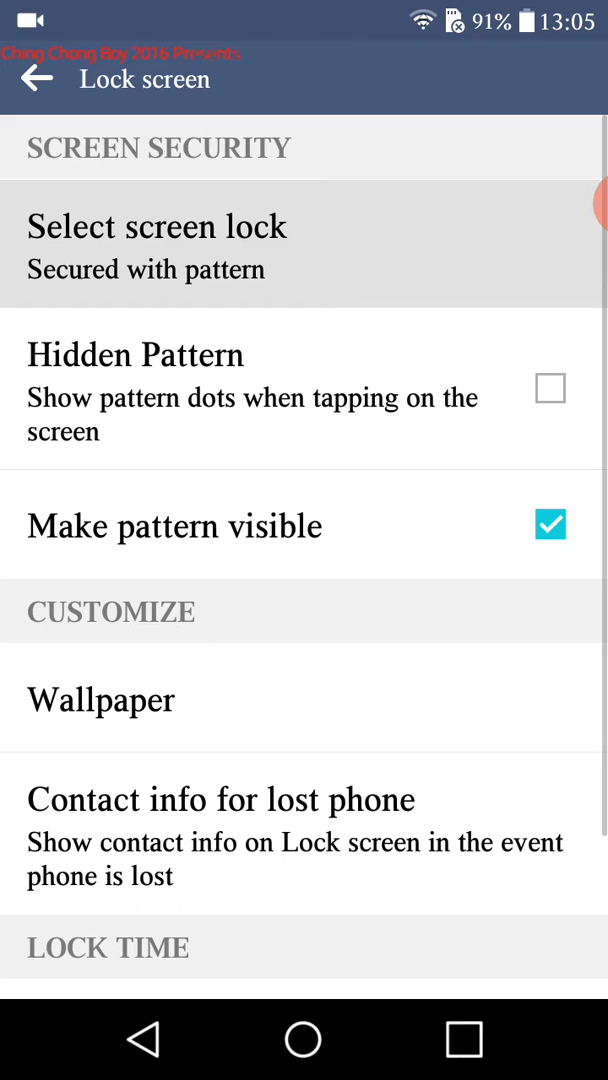 91% 13:05
Ching Chong Boy 2016 Presents
Lock screen
SCREEN SECURITY
Select screen lock
Secured with pattern
Hidden Pattern
Show pattern dots when tapping on the
screen
Make pattern visible
CUSTOMIZE
Wallpaper
Contact info for lost phone
Show contact info on Lock screen in the event
phone is lost
LOCK TIME